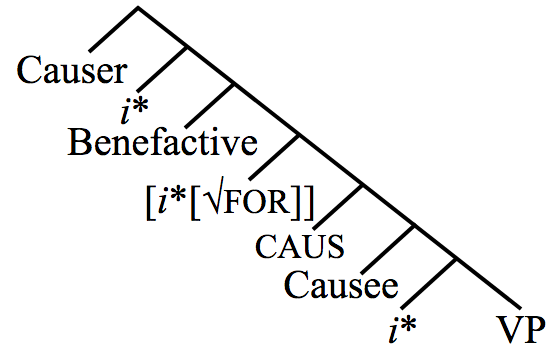 Causer
i*
Benefactive
[i*[√FOR]]
CAUS
Causee
i*
VP